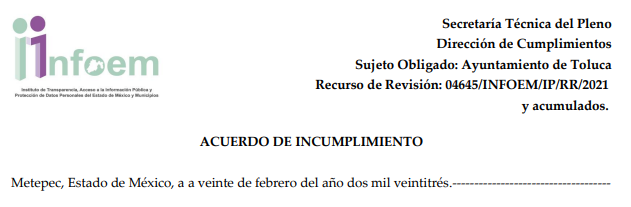 infoem
Instituto de Transparencia, Acceso a la Información Pública y
Protección de Datos Personales del Estado de México y Municipios
Secretaría Técnica del Pleno
Dirección de Cumplimientos
Sujeto Obligado: Ayuntamiento de Toluca
Recurso de Revisión: 04645/INFOEM/IP/RR/2021
y acumulados.
ACUERDO DE INCUMPLIMIENTO
Metepec, Estado de México, a a veinte de febrero del año dos mil veintitrés.------------------------------------